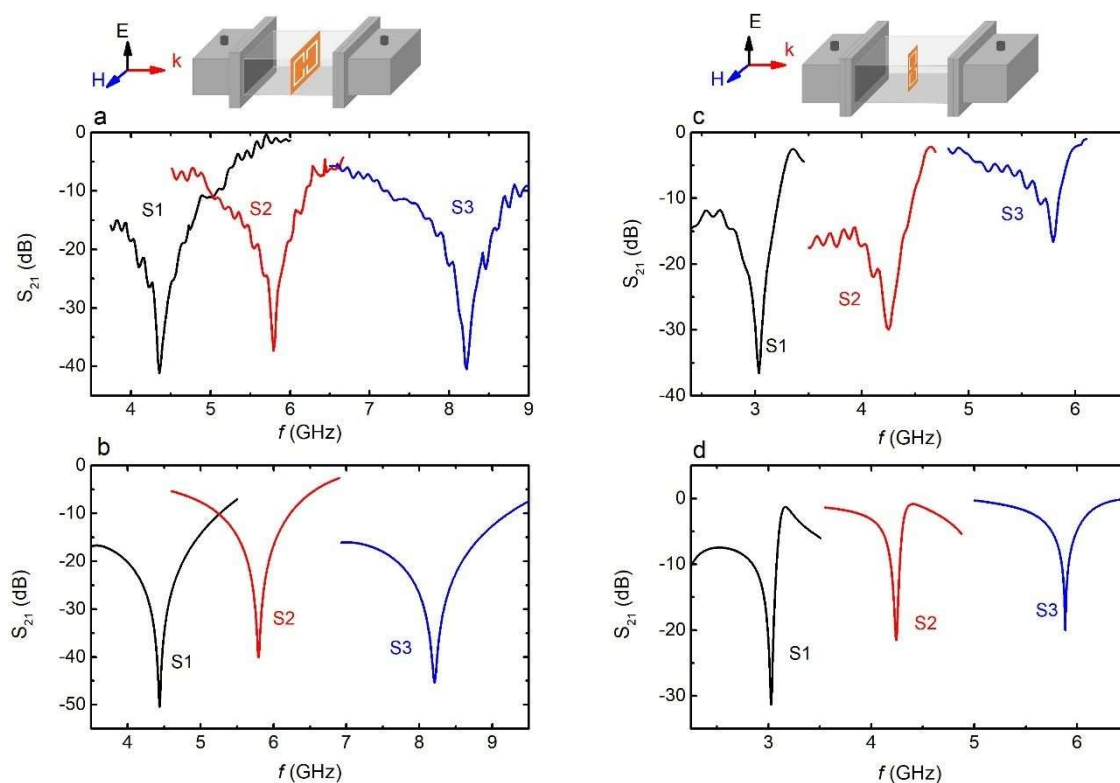 E
H
k
a
0
-10
-20
-30
-40
S₂₁ (dB)
S1
S2
S3
4 5 6 7 8 9
f (GHz)
b
0
-10
-20
-30
-40
-50
S₂₁ (dB)
S1
S2
S3
4 5 6 7 8 9
f (GHz)
E
H
k
c
0
-10
-20
-30
-40
S₂₁ (dB)
S1
S2
S3
3 4 5 6
f (GHz)
d
0
-10
-20
-30
S₂₁ (dB)
S1
S2
S3
3 4 5 6
f (GHz)